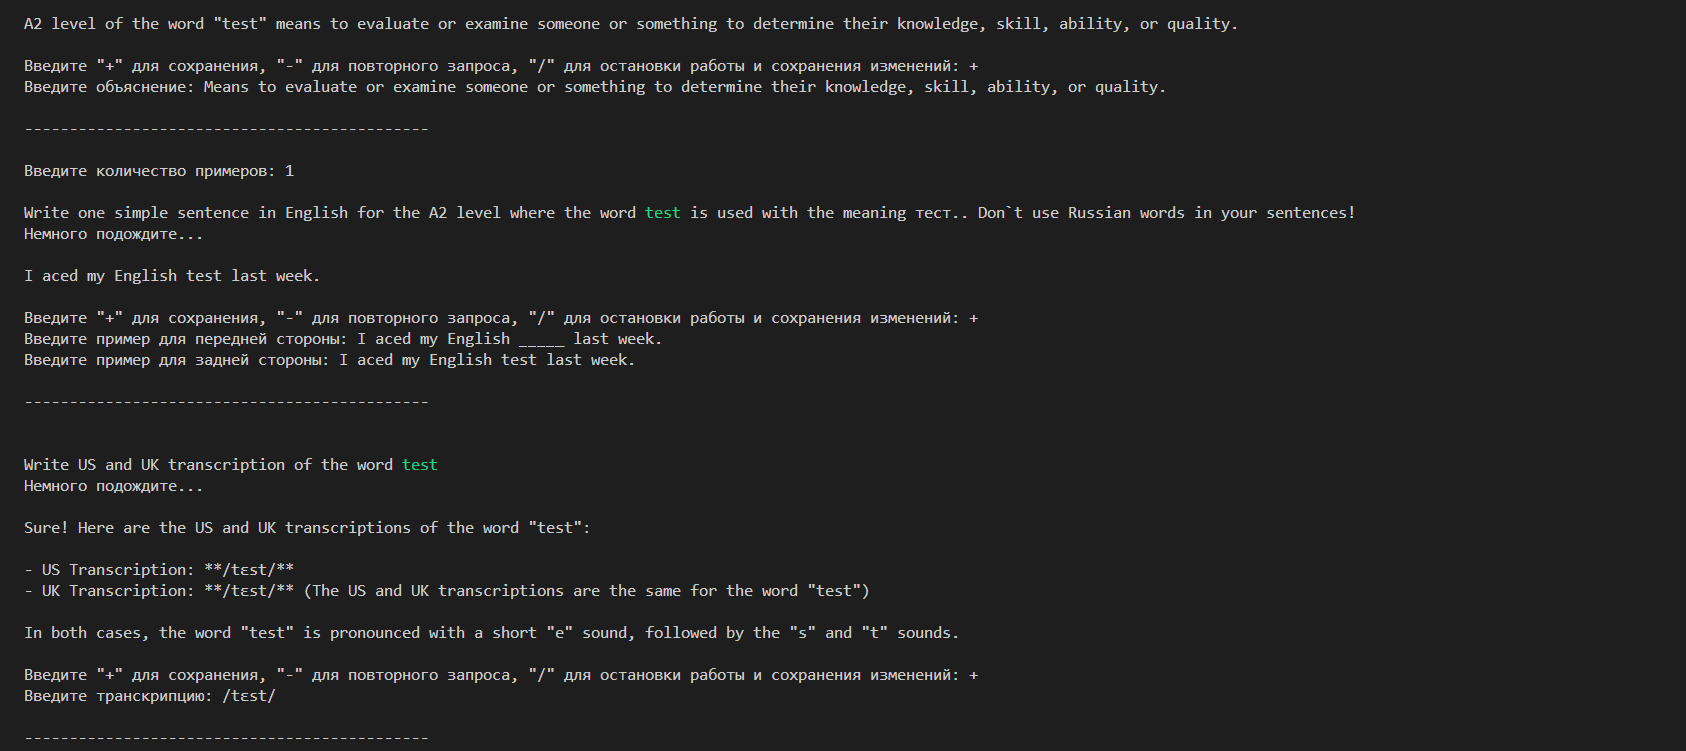 A2 level of the word "test" means to evaluate or examine someone or something to determine their knowledge, skill, ability, or quality.
Введите "+" для сохранения, "-" для повторного запроса, "/" для остановки работы и сохранения изменений: +
Введите объяснение: Means to evaluate or examine someone or something to determine their knowledge, skill, ability, or quality.
---------------------------------------------
Введите количество примеров: 1
Write one simple sentence in English for the A2 level where the word test is used with the meaning тест.. Don`t use Russian words in your sentences!
Немного подождите...
I aced my English test last week.
Введите "+" для сохранения, "-" для повторного запроса, "/" для остановки работы и сохранения изменений: +
Введите пример для передней стороны: I aced my English _____ last week.
Введите пример для задней стороны: I aced my English test last week.
---------------------------------------------
Write US and UK transcription of the word test
Немного подождите...
Sure! Here are the US and UK transcriptions of the word "test":
- US Transcription: **/tɛst/**
- UK Transcription: **/tɛst/** (The US and UK transcriptions are the same for the word "test")
In both cases, the word "test" is pronounced with a short "e" sound, followed by the "s" and "t" sounds.
Введите "+" для сохранения, "-" для повторного запроса, "/" для остановки работы и сохранения изменений: +
Введите транскрипцию: /tɛst/
---------------------------------------------